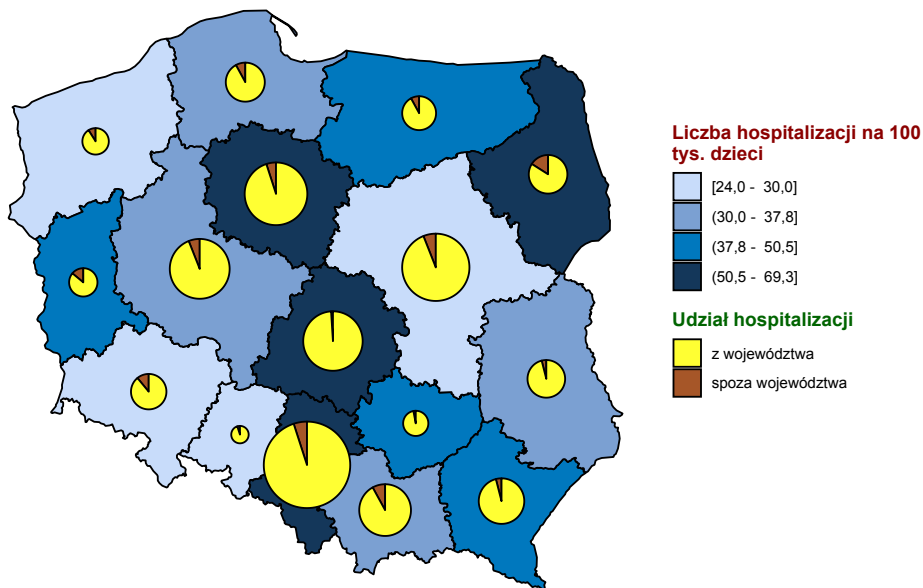 Liczba hospitalizacji na 100
tys. dzieci
[24,0 - 30,0]
(30,0 - 37,8]
(37,8 - 50,5]
(50,5 - 69,3]
Udział hospitalizacji
z województwa
spoza województwa